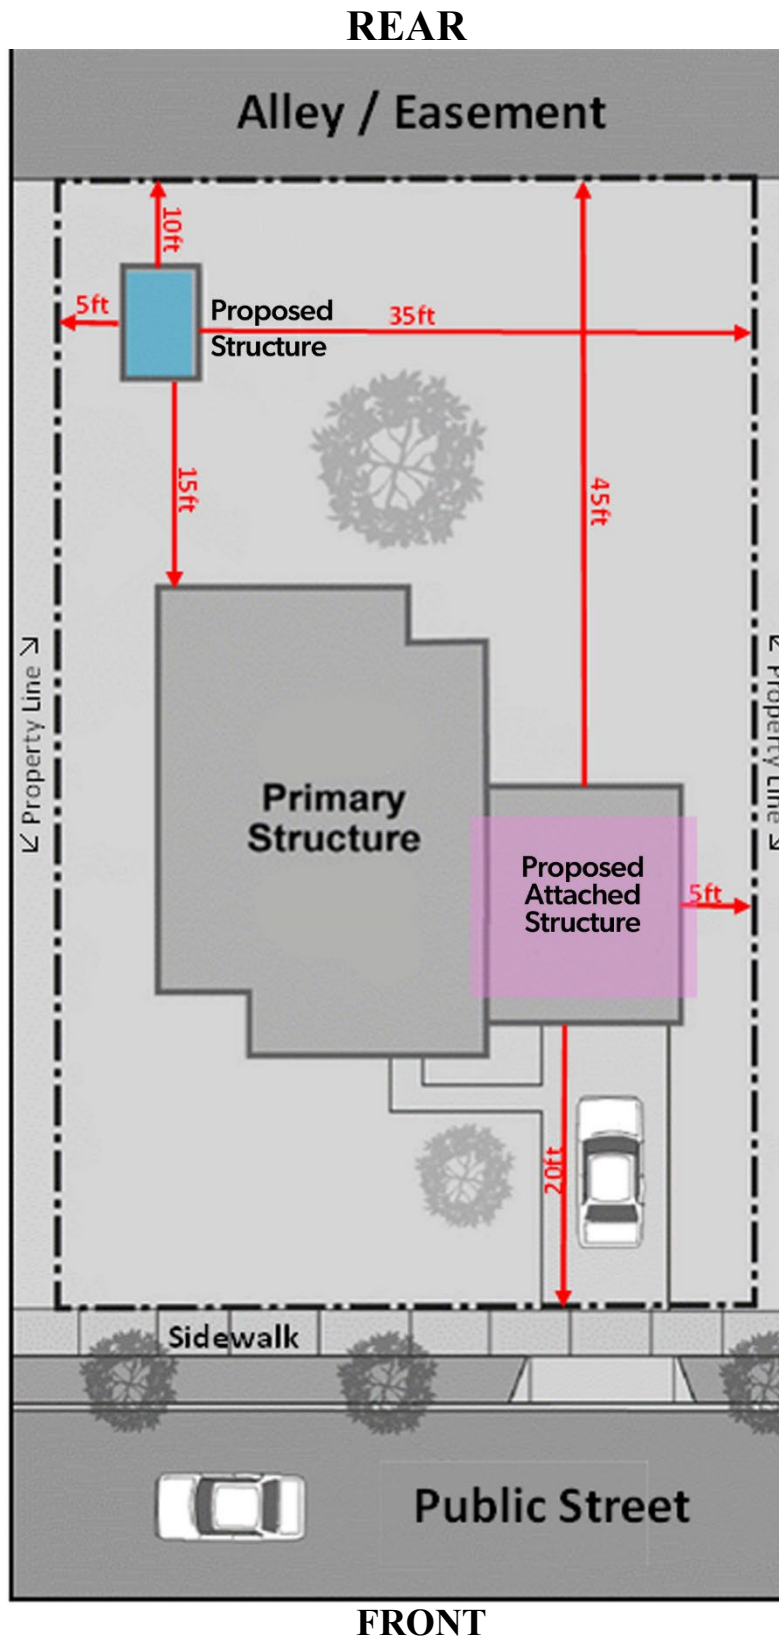 REAR
Alley / Easement
10ft
5ft
Proposed
Structure
35ft
15ft
45ft
Property Line
Property Line
Primary
Structure
Proposed
Attached
Structure
5ft
20ft
Sidewalk
Public Street
FRONT